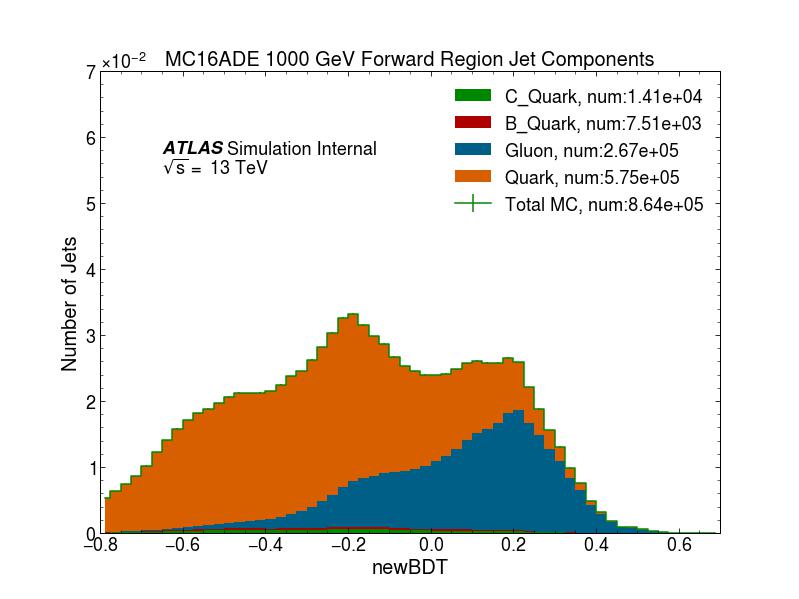 ×10⁻²
MC16ADE 1000 GeV Forward Region Jet Components
C_Quark, num:1.41e+04
B_Quark, num:7.51e+03
Gluon, num:2.67e+05
Quark, num:5.75e+05
Total MC, num:8.64e+05
ATLAS Simulation Internal
√s = 13 TeV
Number of Jets
7
6
5
4
3
2
1
0
−0.8 −0.6 −0.4 −0.2 0.0 0.2 0.4 0.6
newBDT